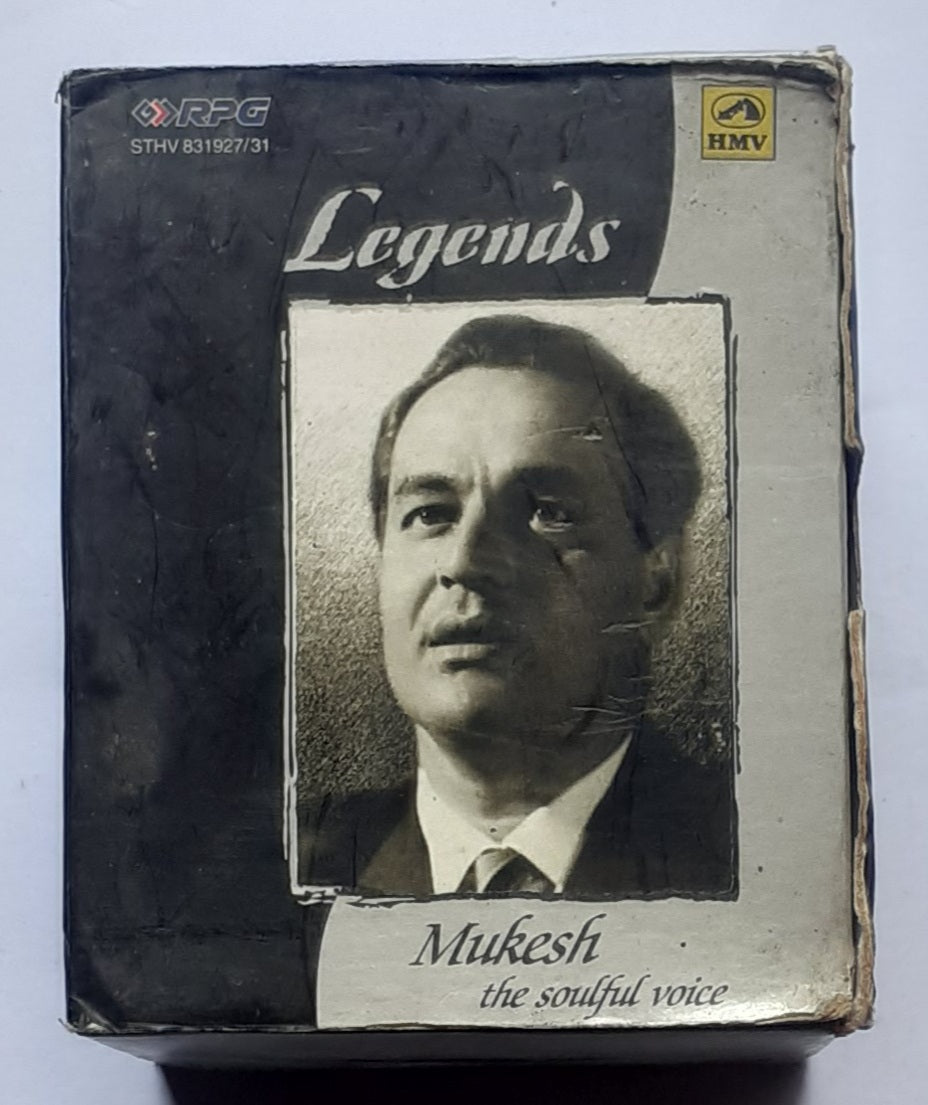 RPG
STHV 831927/31
HMV
Legends
Mukesh
the soulful voice